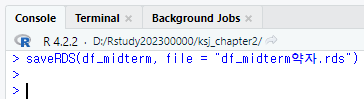 Console Terminal × Background Jobs ×
R 4.2.2 · D:/Rstudy202300000/ksj_chapter2/
> saveRDS(df_midterm, file = "df_midterm약자.rds")
>
>